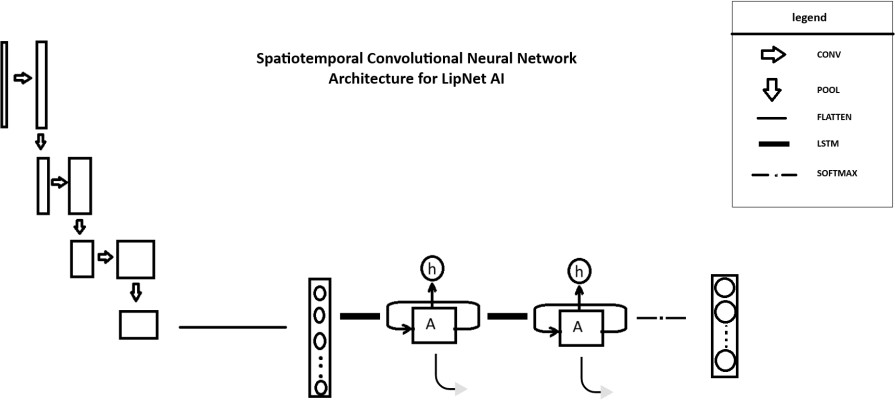 legend
Spatiotemporal Convolutional Neural Network
Architecture for LipNet AI
CONV
POOL
FLATTEN
LSTM
SOFTMAX
h
h
A
A